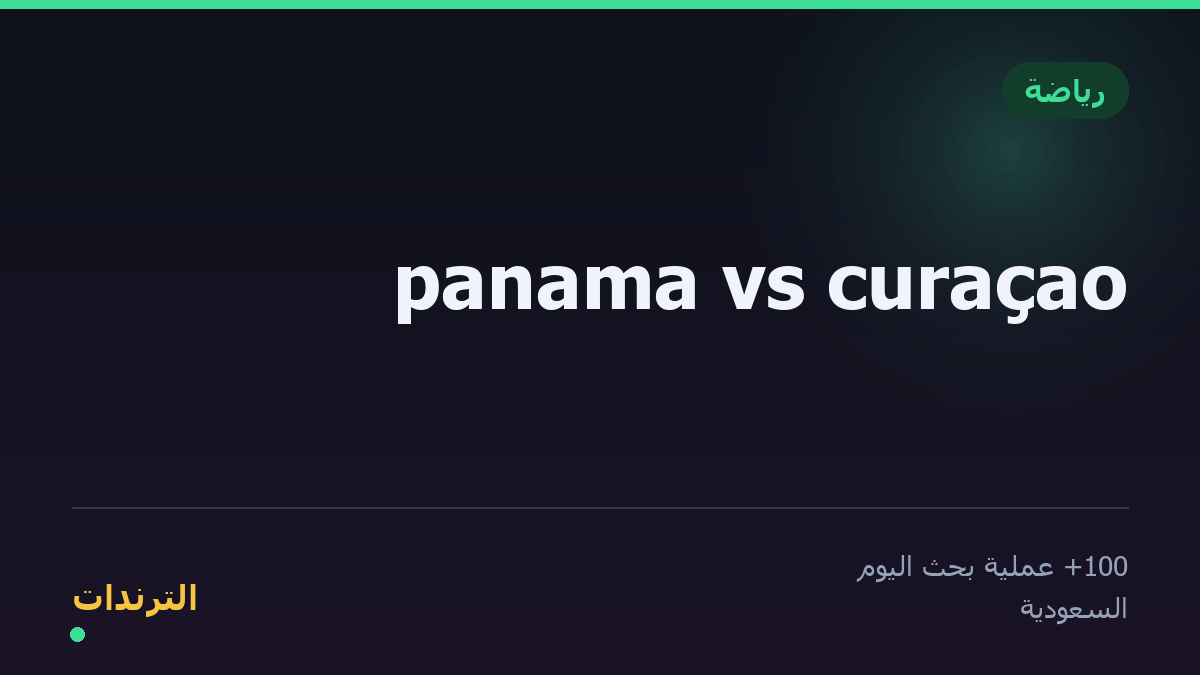 رياضة
panama vs curaçao
100+ عملية بحث اليوم
السعودية
الترندات